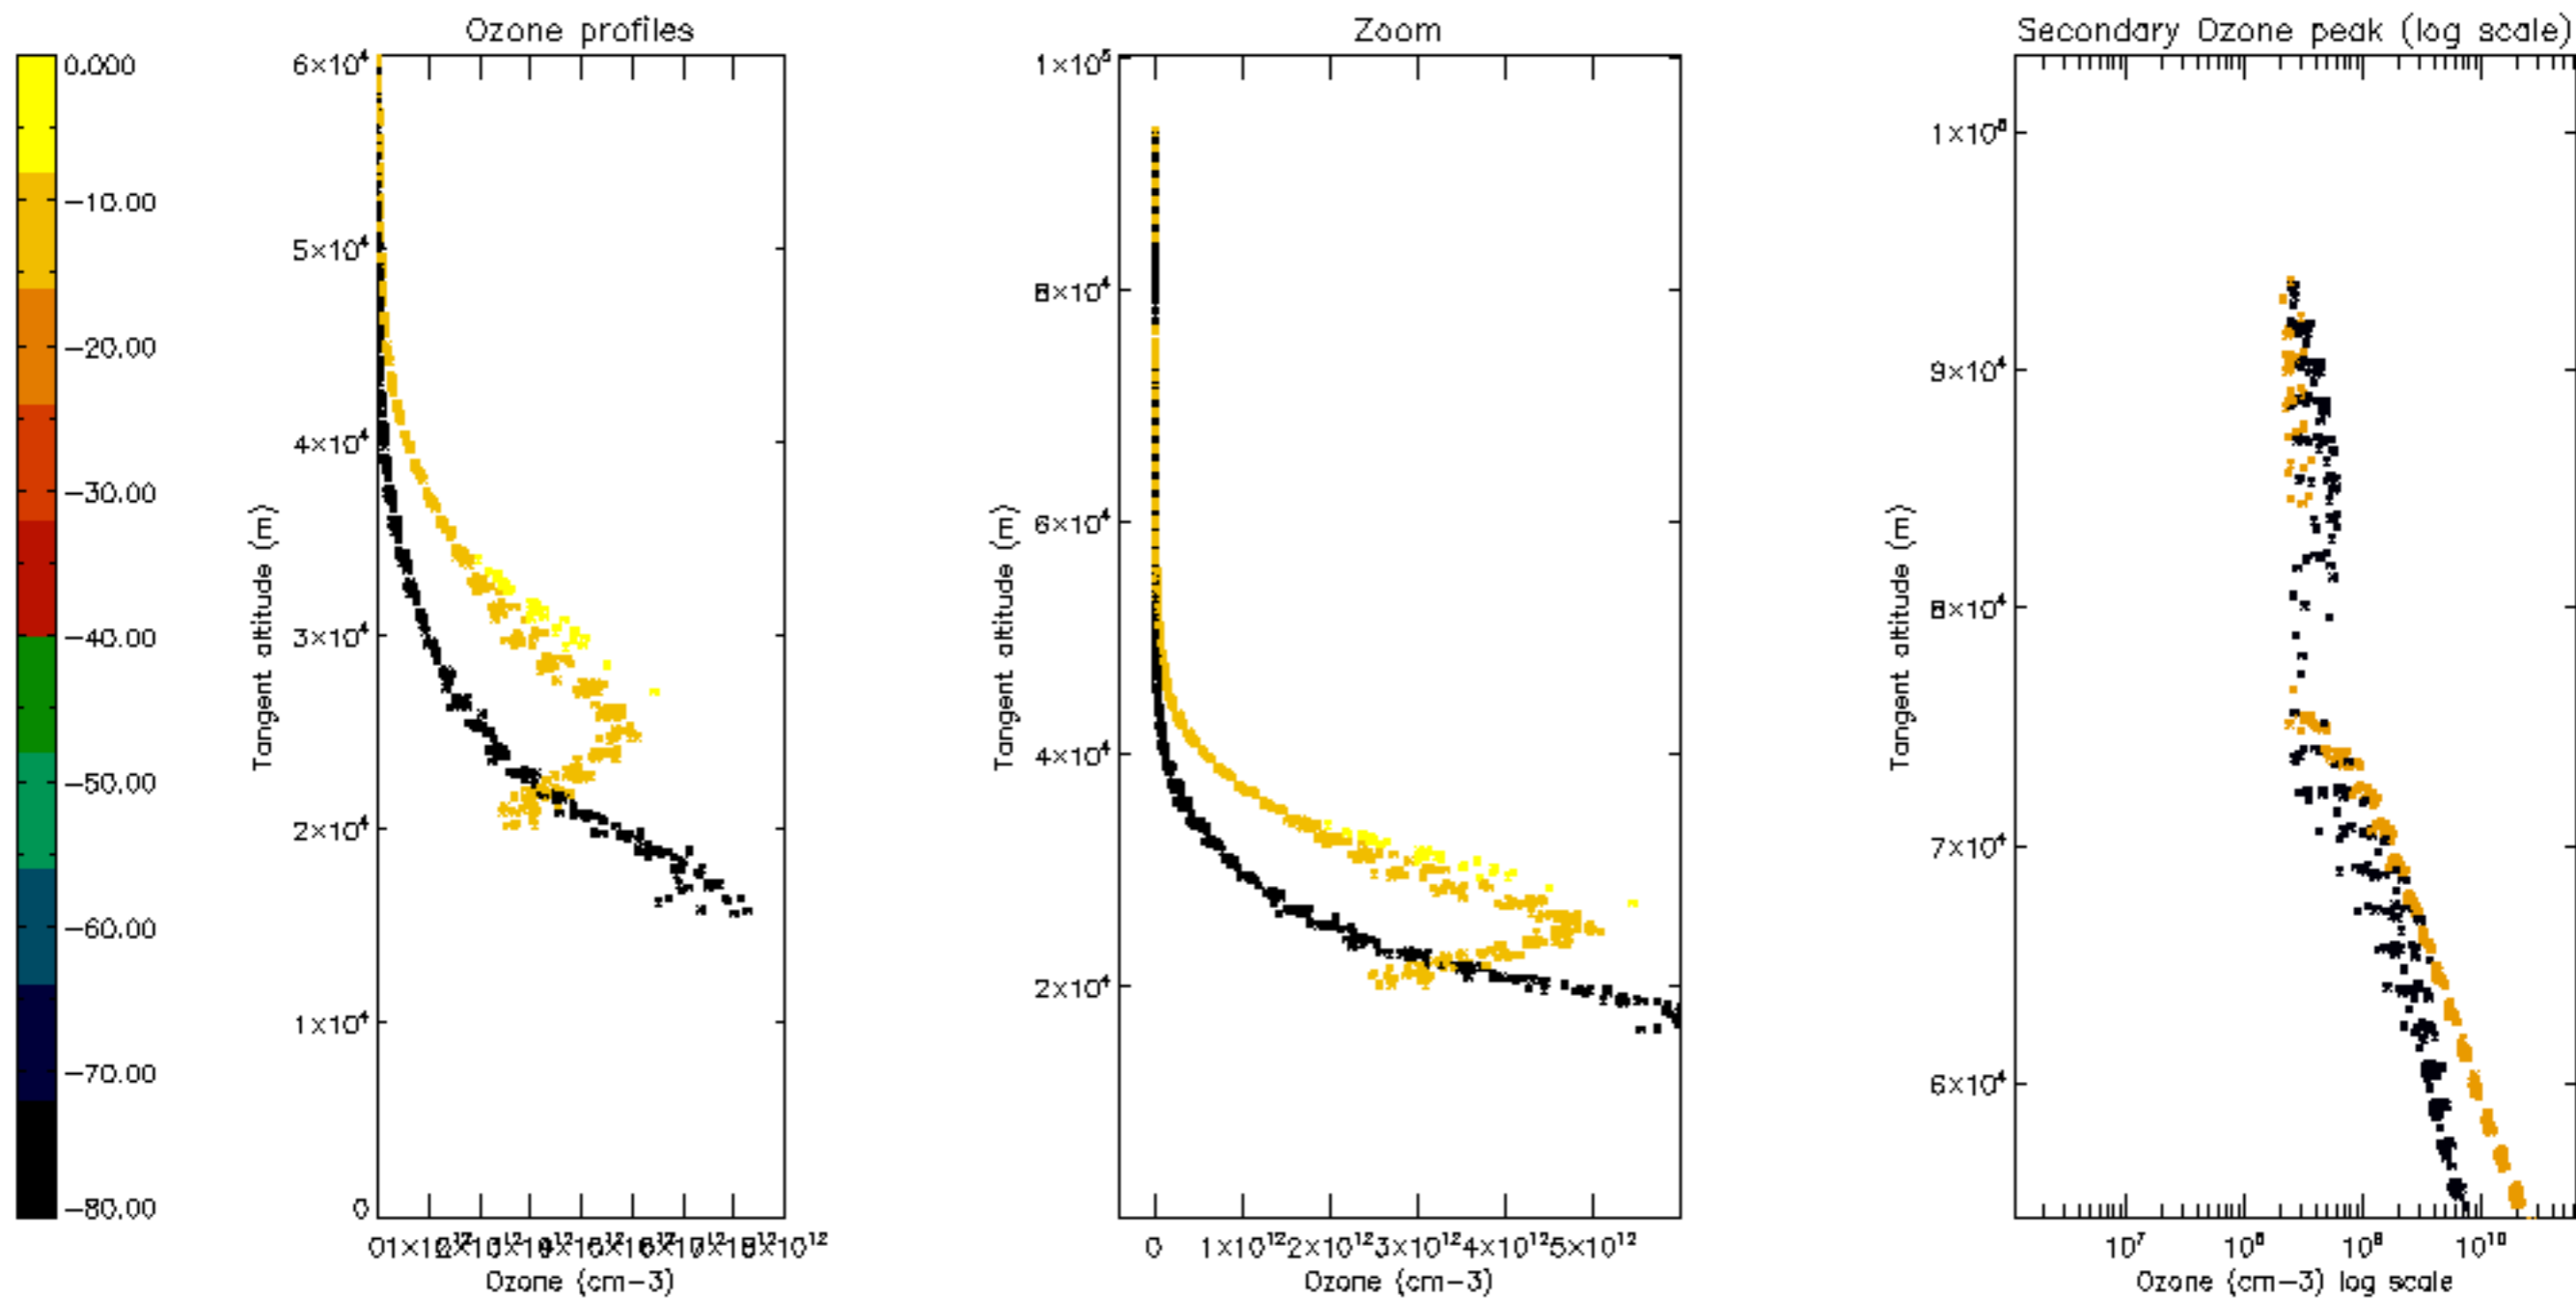 Ozone profiles
Zoom
Secondary Ozone peak (log scale)
0.000
−10.00
−20.00
−30.00
−40.00
−50.00
−60.00
−70.00
−80.00
6×10⁴
5×10⁴
4×10⁴
3×10⁴
2×10⁴
1×10⁴
0
Tangent altitude (m)
8×10¹²
Ozone (cm−3)
1×10⁵
8×10⁴
6×10⁴
4×10⁴
2×10⁴
Tangent altitude (m)
0 1×10¹² 2×10¹² 3×10¹² 4×10¹² 5×10¹²
Ozone (cm−3)
9×10⁴
8×10⁴
7×10⁴
6×10⁴
Tangent altitude (m)
10⁷ 10⁸ 10⁹ 10¹⁰
Ozone (cm−3) log scale